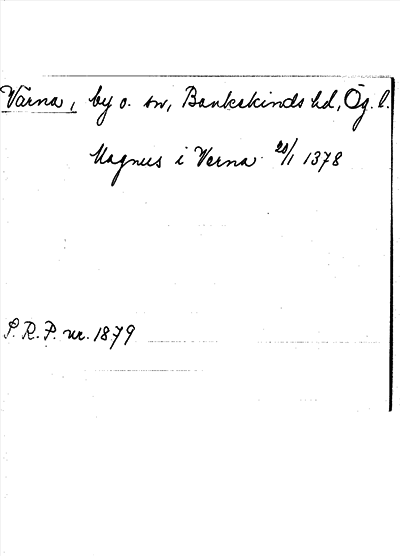 Värna, by o. sn, Bankekinds hd, Ög. l.
Magnus i Verna 20/1 1378
S.R.P. nr. 1879